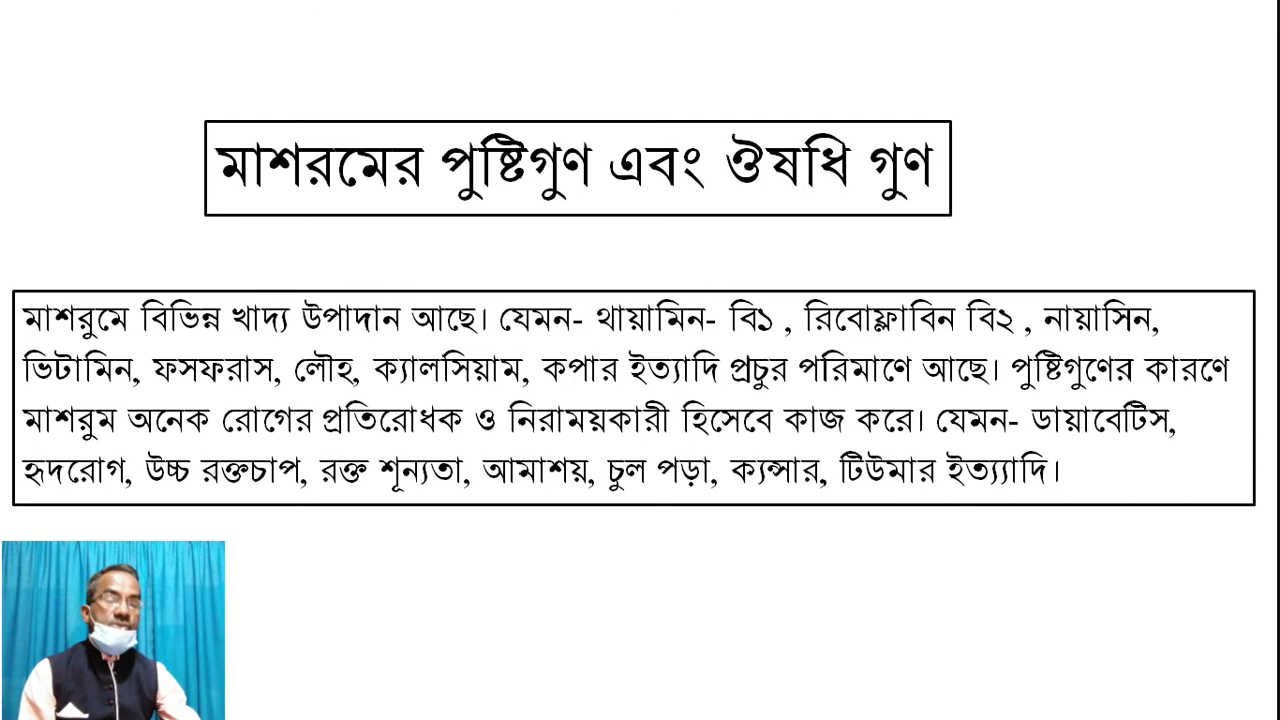 মাশরমের পুষ্টিগুণ এবং ঔষধি গুণ
মাশরুমে বিভিন্ন খাদ্য উপাদান আছে। যেমন- থায়ামিন- বি১ , রিবোফ্লাবিন বি২ , নায়াসিন,
ভিটামিন, ফসফরাস, লৌহ, ক্যালসিয়াম, কপার ইত্যাদি প্রচুর পরিমাণে আছে। পুষ্টিগুণের কারণে
মাশরুম অনেক রোগের প্রতিরোধক ও নিরাময়কারী হিসেবে কাজ করে। যেমন- ডায়াবেটিস,
হৃদরোগ, উচ্চ রক্তচাপ, রক্ত শূন্যতা, আমাশয়, চুল পড়া, ক্যন্সার, টিউমার ইত্য্যাদি।